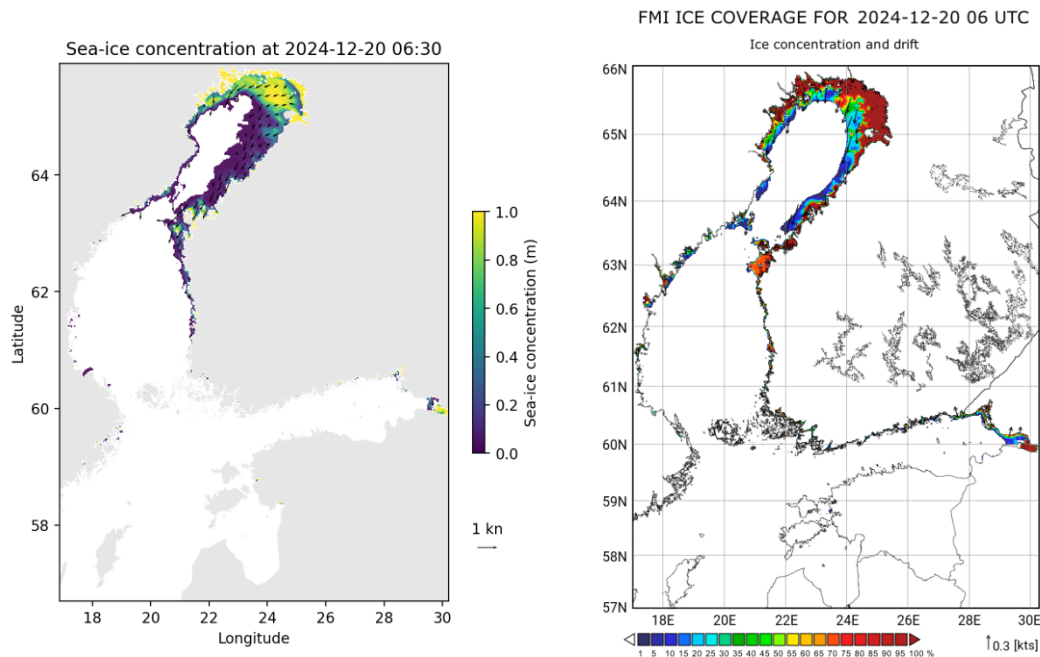 Sea-ice concentration at 2024-12-20 06:30
Latitude
64
62
60
58
18
20
22
24
26
28
30
Longitude
1.0
0.8
0.6
0.4
0.2
0.0
Sea-ice concentration (m)
1 kn
FMI ICE COVERAGE FOR 2024-12-20 06 UTC
Ice concentration and drift
66N
65N
64N
63N
62N
61N
60N
59N
58N
57N
18E
20E
22E
24E
26E
28E
30E
1 5 10 15 20 25 30 35 40 45 50 55 60 65 70 75 80 85 90 95 100 %
0.3 [kts]